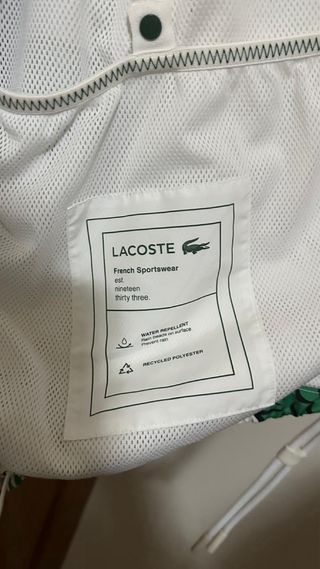 LACOSTE
French Sportswear
est.
nineteen
thirty three.
WATER REPELLENT
Rain beads on surface.
Prevent rain.
RECYCLED POLYESTER